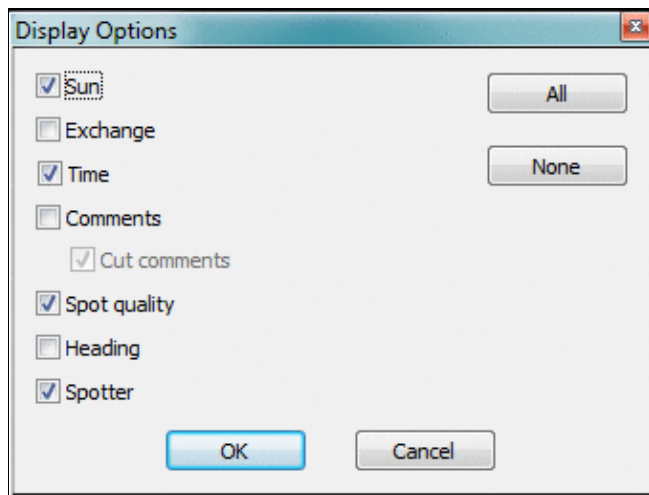 Display Options
Sun
All
Exchange
Time
None
Comments
Cut comments
Spot quality
Heading
Spotter
OK
Cancel